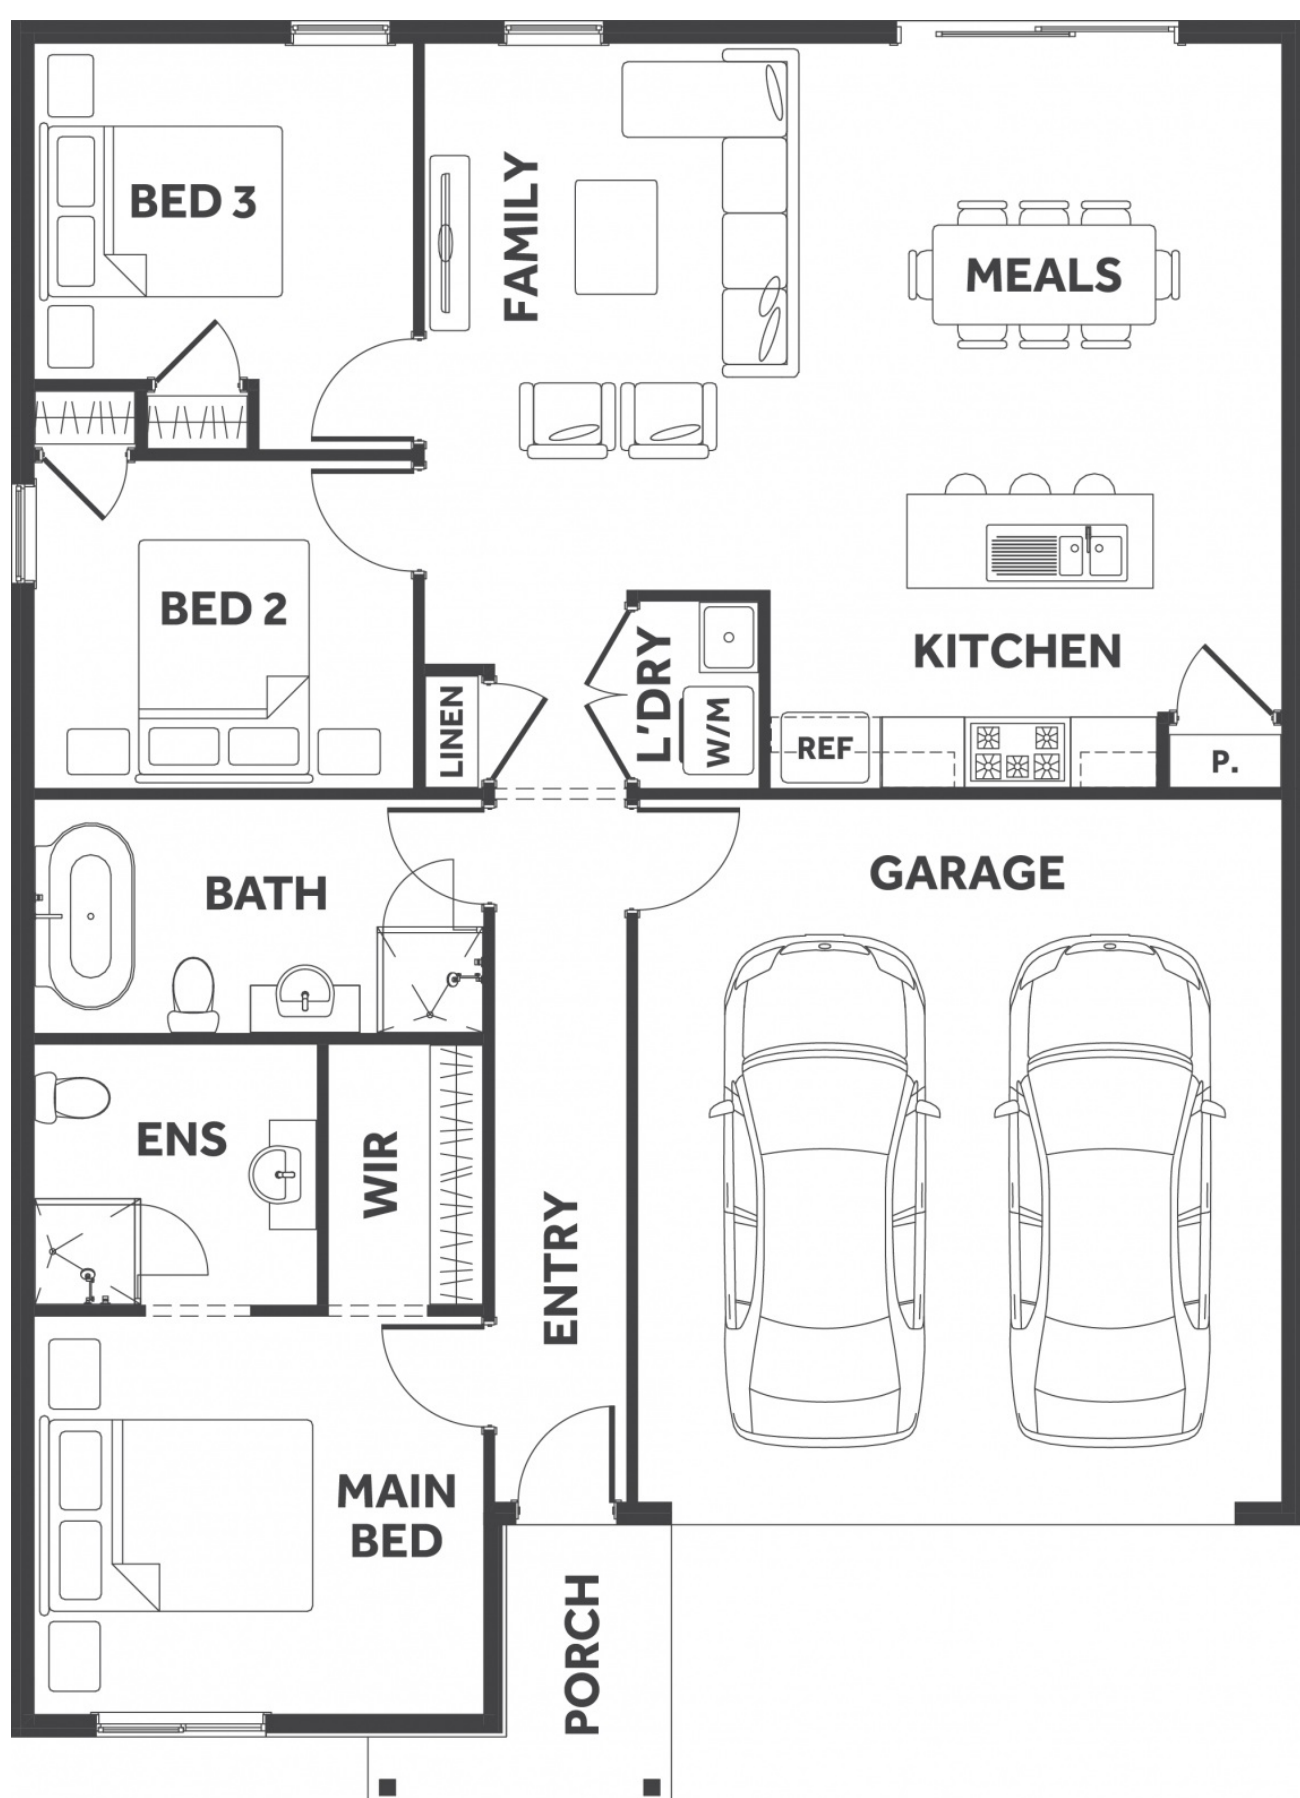 BED 3
FAMILY
MEALS
BED 2
KITCHEN
L'DRY
LINEN
W/M
REF
P.
BATH
GARAGE
ENS
WIR
ENTRY
MAIN
BED
PORCH